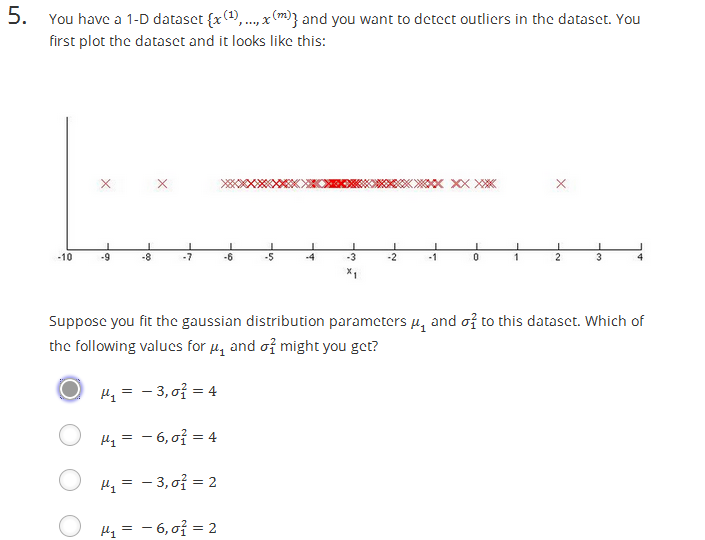 5. You have a 1-D dataset {x⁽¹⁾, ..., x⁽ᵐ⁾} and you want to detect outliers in the dataset. You
first plot the dataset and it looks like this:
-10 -9 -8 -7 -6 -5 -4 -3 -2 -1 0 1 2 3 4
x₁
Suppose you fit the gaussian distribution parameters μ₁ and σ₁² to this dataset. Which of
the following values for μ₁ and σ₁² might you get?
μ₁ = − 3, σ₁² = 4
μ₁ = − 6, σ₁² = 4
μ₁ = − 3, σ₁² = 2
μ₁ = − 6, σ₁² = 2